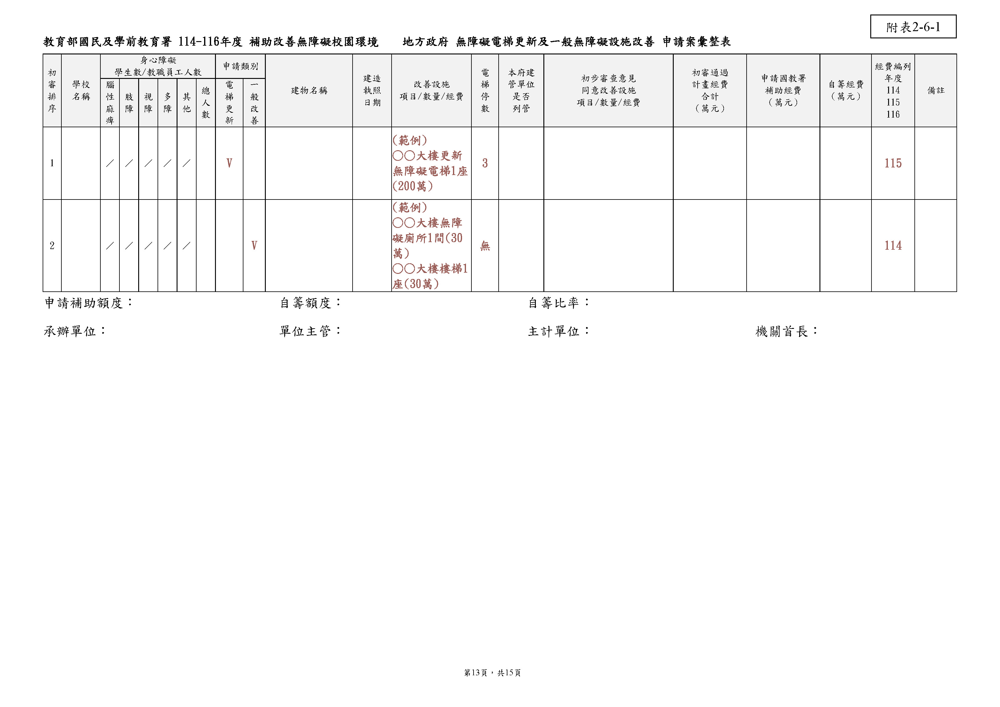 附表2-6-1
教育部國民及學前教育署 114-116年度 補助改善無障礙校園環境 地方政府 無障礙電梯更新及一般無障礙設施改善 申請案彙整表
初審排序
學校名稱
身心障礙
學生數/教職員工人數
腦性麻痺
肢障
視障
多障
其他
總人數
申請類別
電梯更新
一般改善
建物名稱
建造
執照
日期
改善設施
項目/數量/經費
電梯停數
本府建
管單位
是否
列管
初步審查意見
同意改善設施
項目/數量/經費
初審通過
計畫經費
合計
(萬元)
申請國教署
補助經費
(萬元)
自籌經費
(萬元)
經費編列
年度
114
115
116
備註
1 ／ ／ ／ ／ ／ V
(範例)
○○大樓更新
無障礙電梯1座
(200萬)
3
115
2 ／ ／ ／ ／ ／ V
(範例)
○○大樓無障
礙廁所1間(30
萬)
○○大樓樓梯1
座(30萬)
無
114
申請補助額度： 自籌額度： 自籌比率：
承辦單位： 單位主管： 主計單位： 機關首長：
第13頁，共15頁